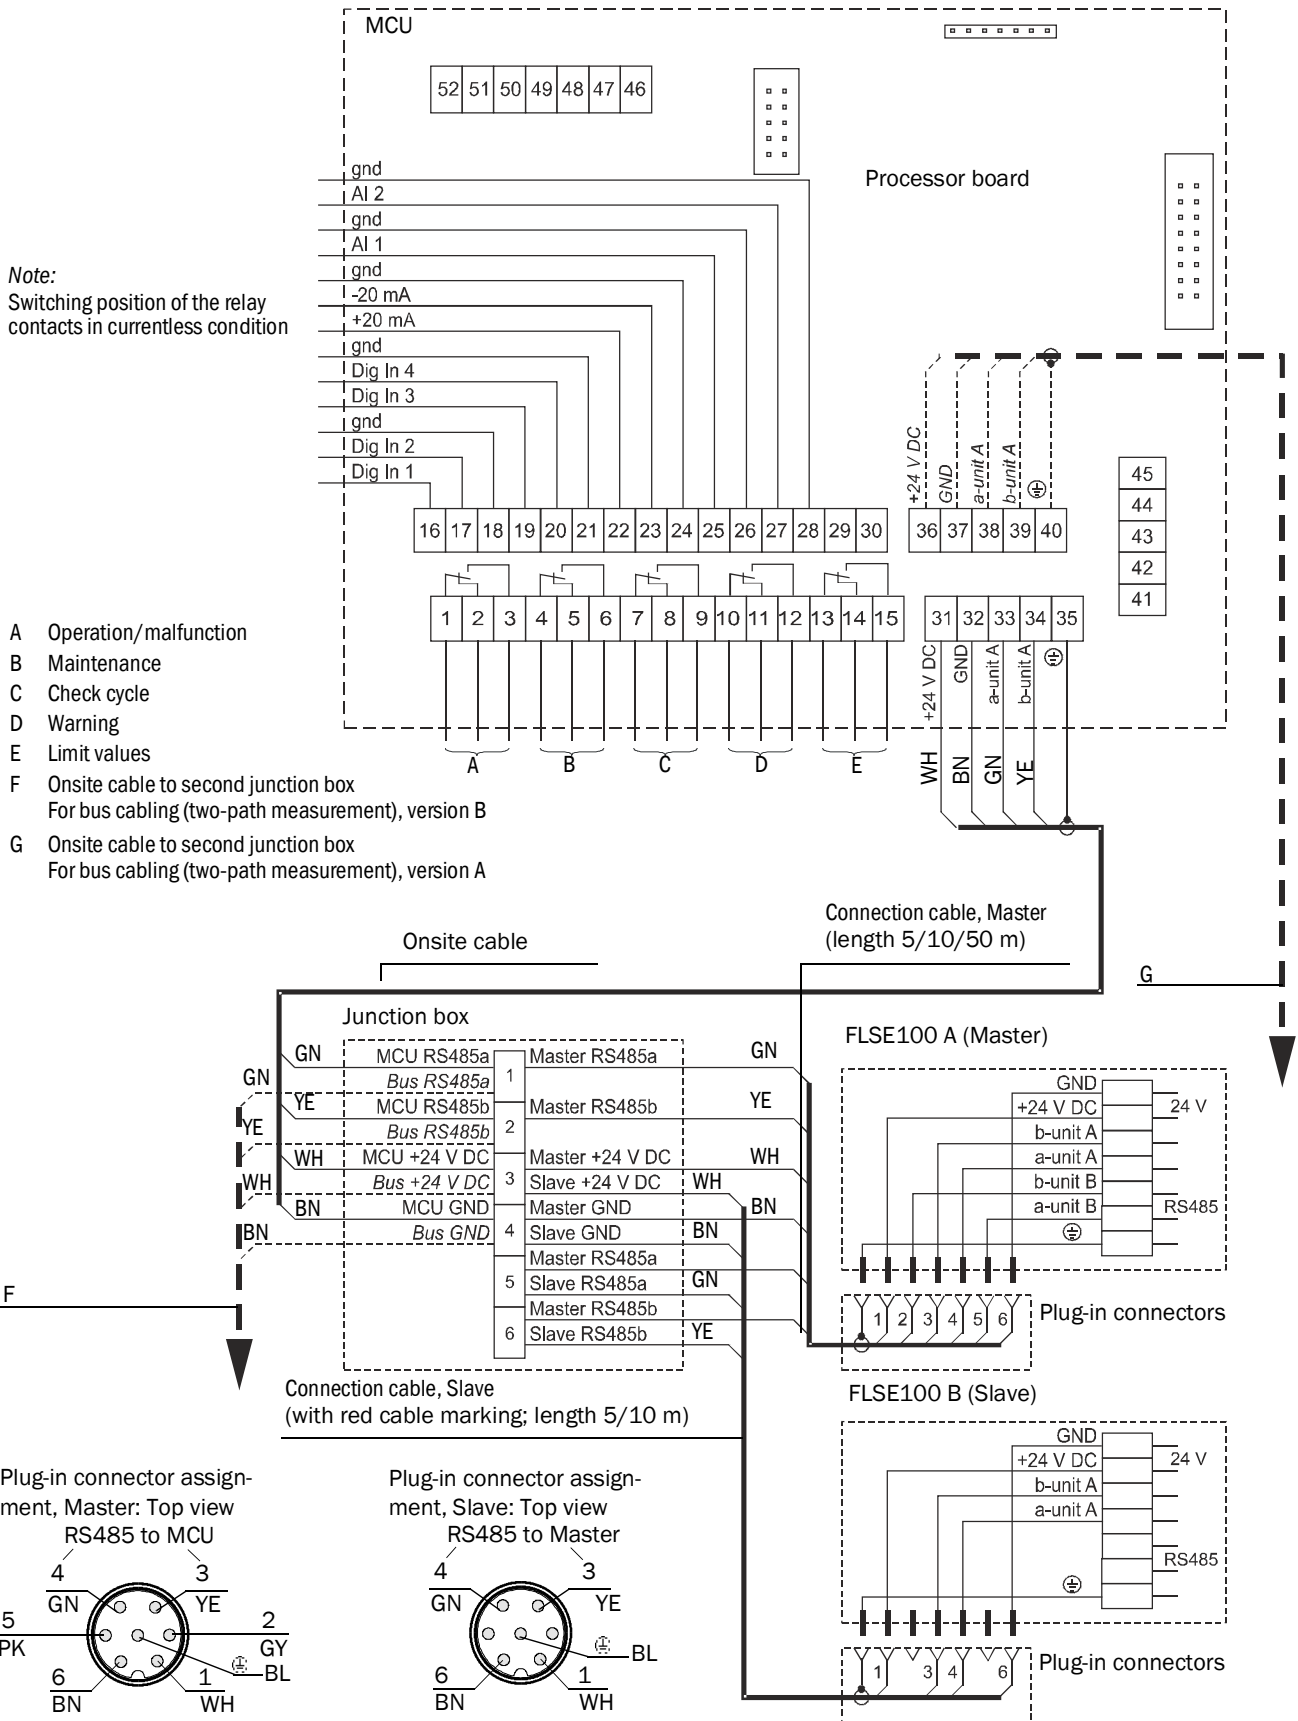 MCU
52 51 50 49 48 47 46
Processor board
gnd
AI 2
gnd
AI 1
gnd
-20 mA
+20 mA
gnd
Dig In 4
Dig In 3
gnd
Dig In 2
Dig In 1
Note:
Switching position of the relay
contacts in currentless condition
+24 V DC
GND
a-unit A
b-unit A
16 17 18 19 20 21 22 23 24 25 26 27 28 29 30
36 37 38 39 40
45
44
43
42
41
1 2 3 4 5 6 7 8 9 10 11 12 13 14 15
31 32 33 34 35
+24 V DC
GND
a-unit A
b-unit A
A B C D E
WH
BN
GN
YE
A Operation/malfunction
B Maintenance
C Check cycle
D Warning
E Limit values
F Onsite cable to second junction box
For bus cabling (two-path measurement), version B
G Onsite cable to second junction box
For bus cabling (two-path measurement), version A
Onsite cable
Connection cable, Master
(length 5/10/50 m)
G
Junction box
GN MCU RS485a 1 Master RS485a GN
GN Bus RS485a
YE MCU RS485b 2 Master RS485b YE
YE Bus RS485b
WH MCU +24 V DC 3 Master +24 V DC WH
WH Bus +24 V DC Slave +24 V DC WH
BN MCU GND 4 Master GND BN
BN Bus GND Slave GND BN
5 Master RS485a
Slave RS485a GN
6 Master RS485b
Slave RS485b YE
F
FLSE100 A (Master)
GND
+24 V DC
24 V
b-unit A
a-unit A
b-unit B
a-unit B
RS485
1 2 3 4 5 6
Plug-in connectors
Connection cable, Slave
(with red cable marking; length 5/10 m)
FLSE100 B (Slave)
GND
+24 V DC
24 V
b-unit A
a-unit A
RS485
1 3 4 6
Plug-in connectors
Plug-in connector assign-
ment, Master: Top view
RS485 to MCU
4 3
GN YE
5 2
PK GY
BL
6 1
BN WH
Plug-in connector assign-
ment, Slave: Top view
RS485 to Master
4 3
GN YE
BL
6 1
BN WH